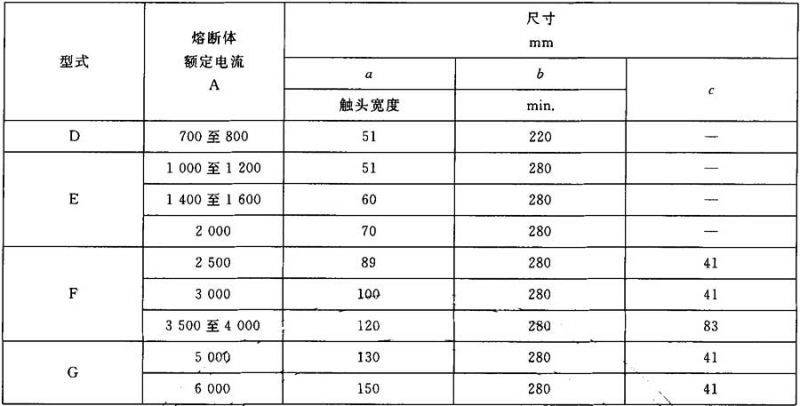 型式 熔断体 额定电流 A 尺寸 mm
a b c
触头宽度 min.
D 700 至 800 51 220 —
E 1 000 至 1 200 51 280 —
1 400 至 1 600 60 280 —
2 000 70 280 —
F 2 500 89 280 41
3 000 100 280 41
3 500 至 4 000 120 280 83
G 5 000 130 280 41
6 000 150 280 41